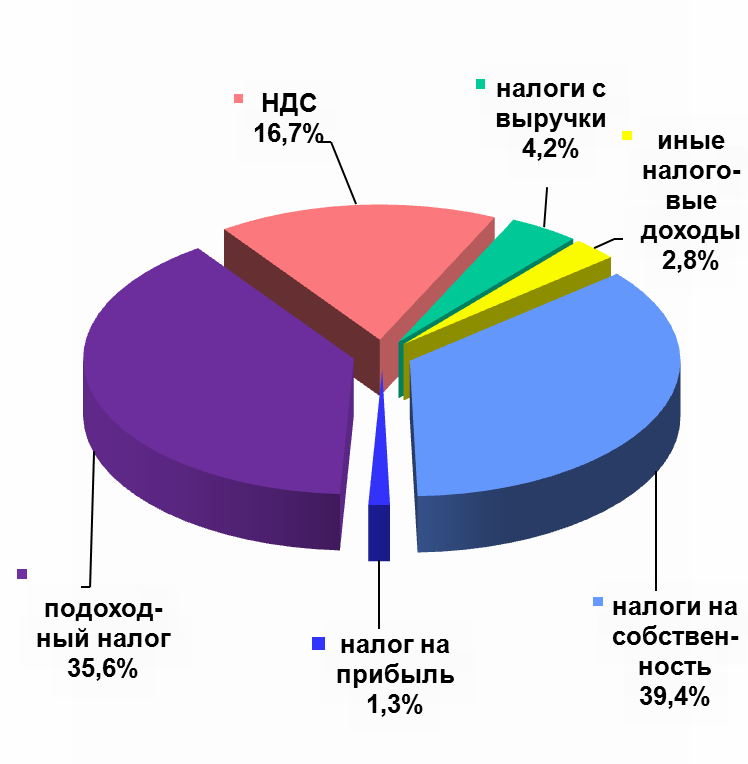 НДС
16,7%
налоги с
выручки
4,2%
иные
налого-
вые
доходы
2,8%
подоход-
ный налог
35,6%
налог на
прибыль
1,3%
налоги на
собствен-
ность
39,4%